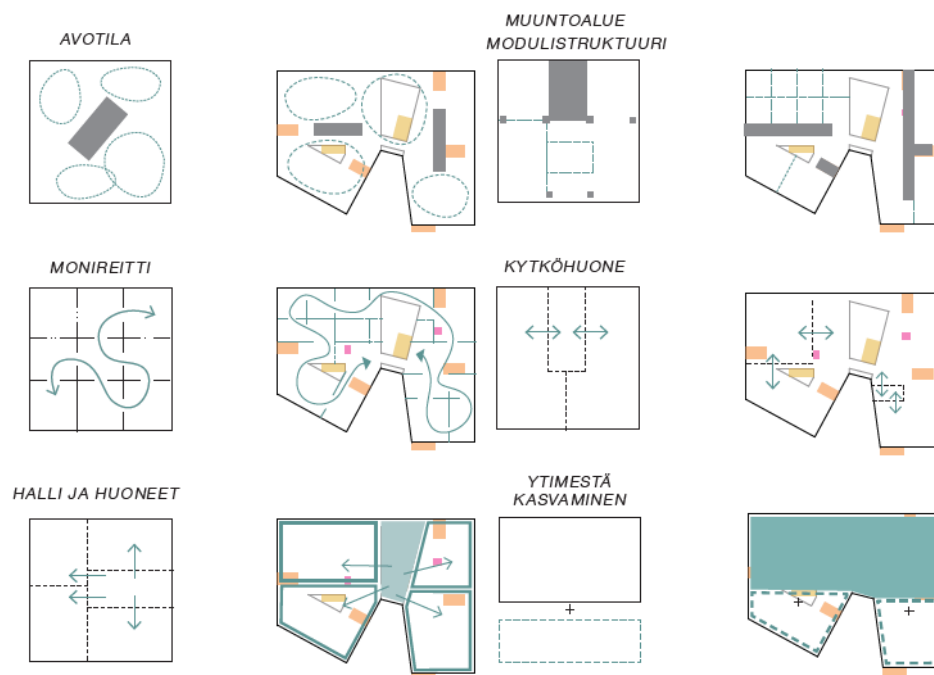 AVOTILA
MUUNTOALUE
MODULISTRUKTUURI
MONIREITTI
KYTKÖHUONE
HALLI JA HUONEET
YTIMESTÄ
KASVAMINEN